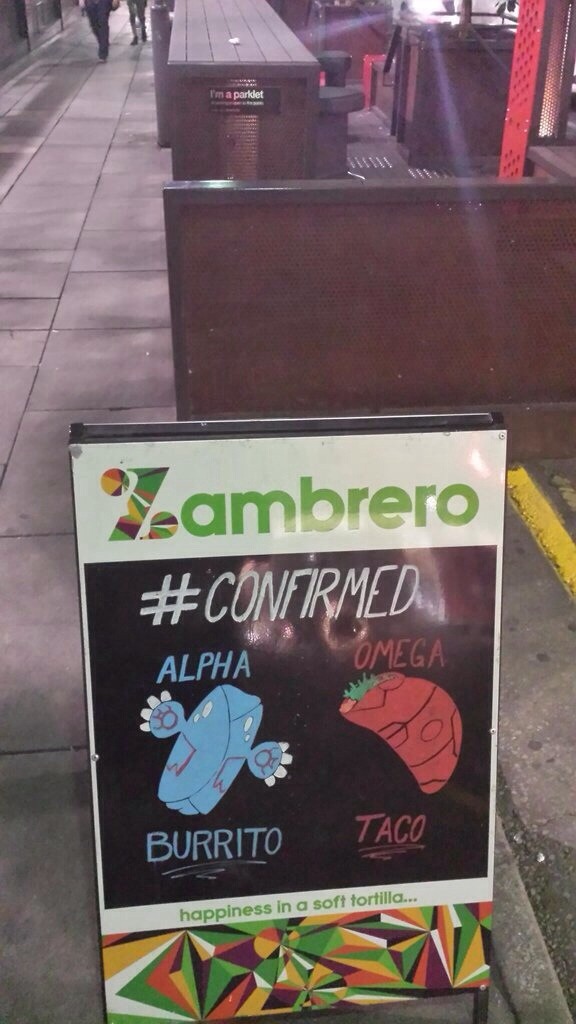 I'm a parklet
Zambrero
#CONFIRMED
ALPHA
OMEGA
BURRITO
TACO
happiness in a soft tortilla...